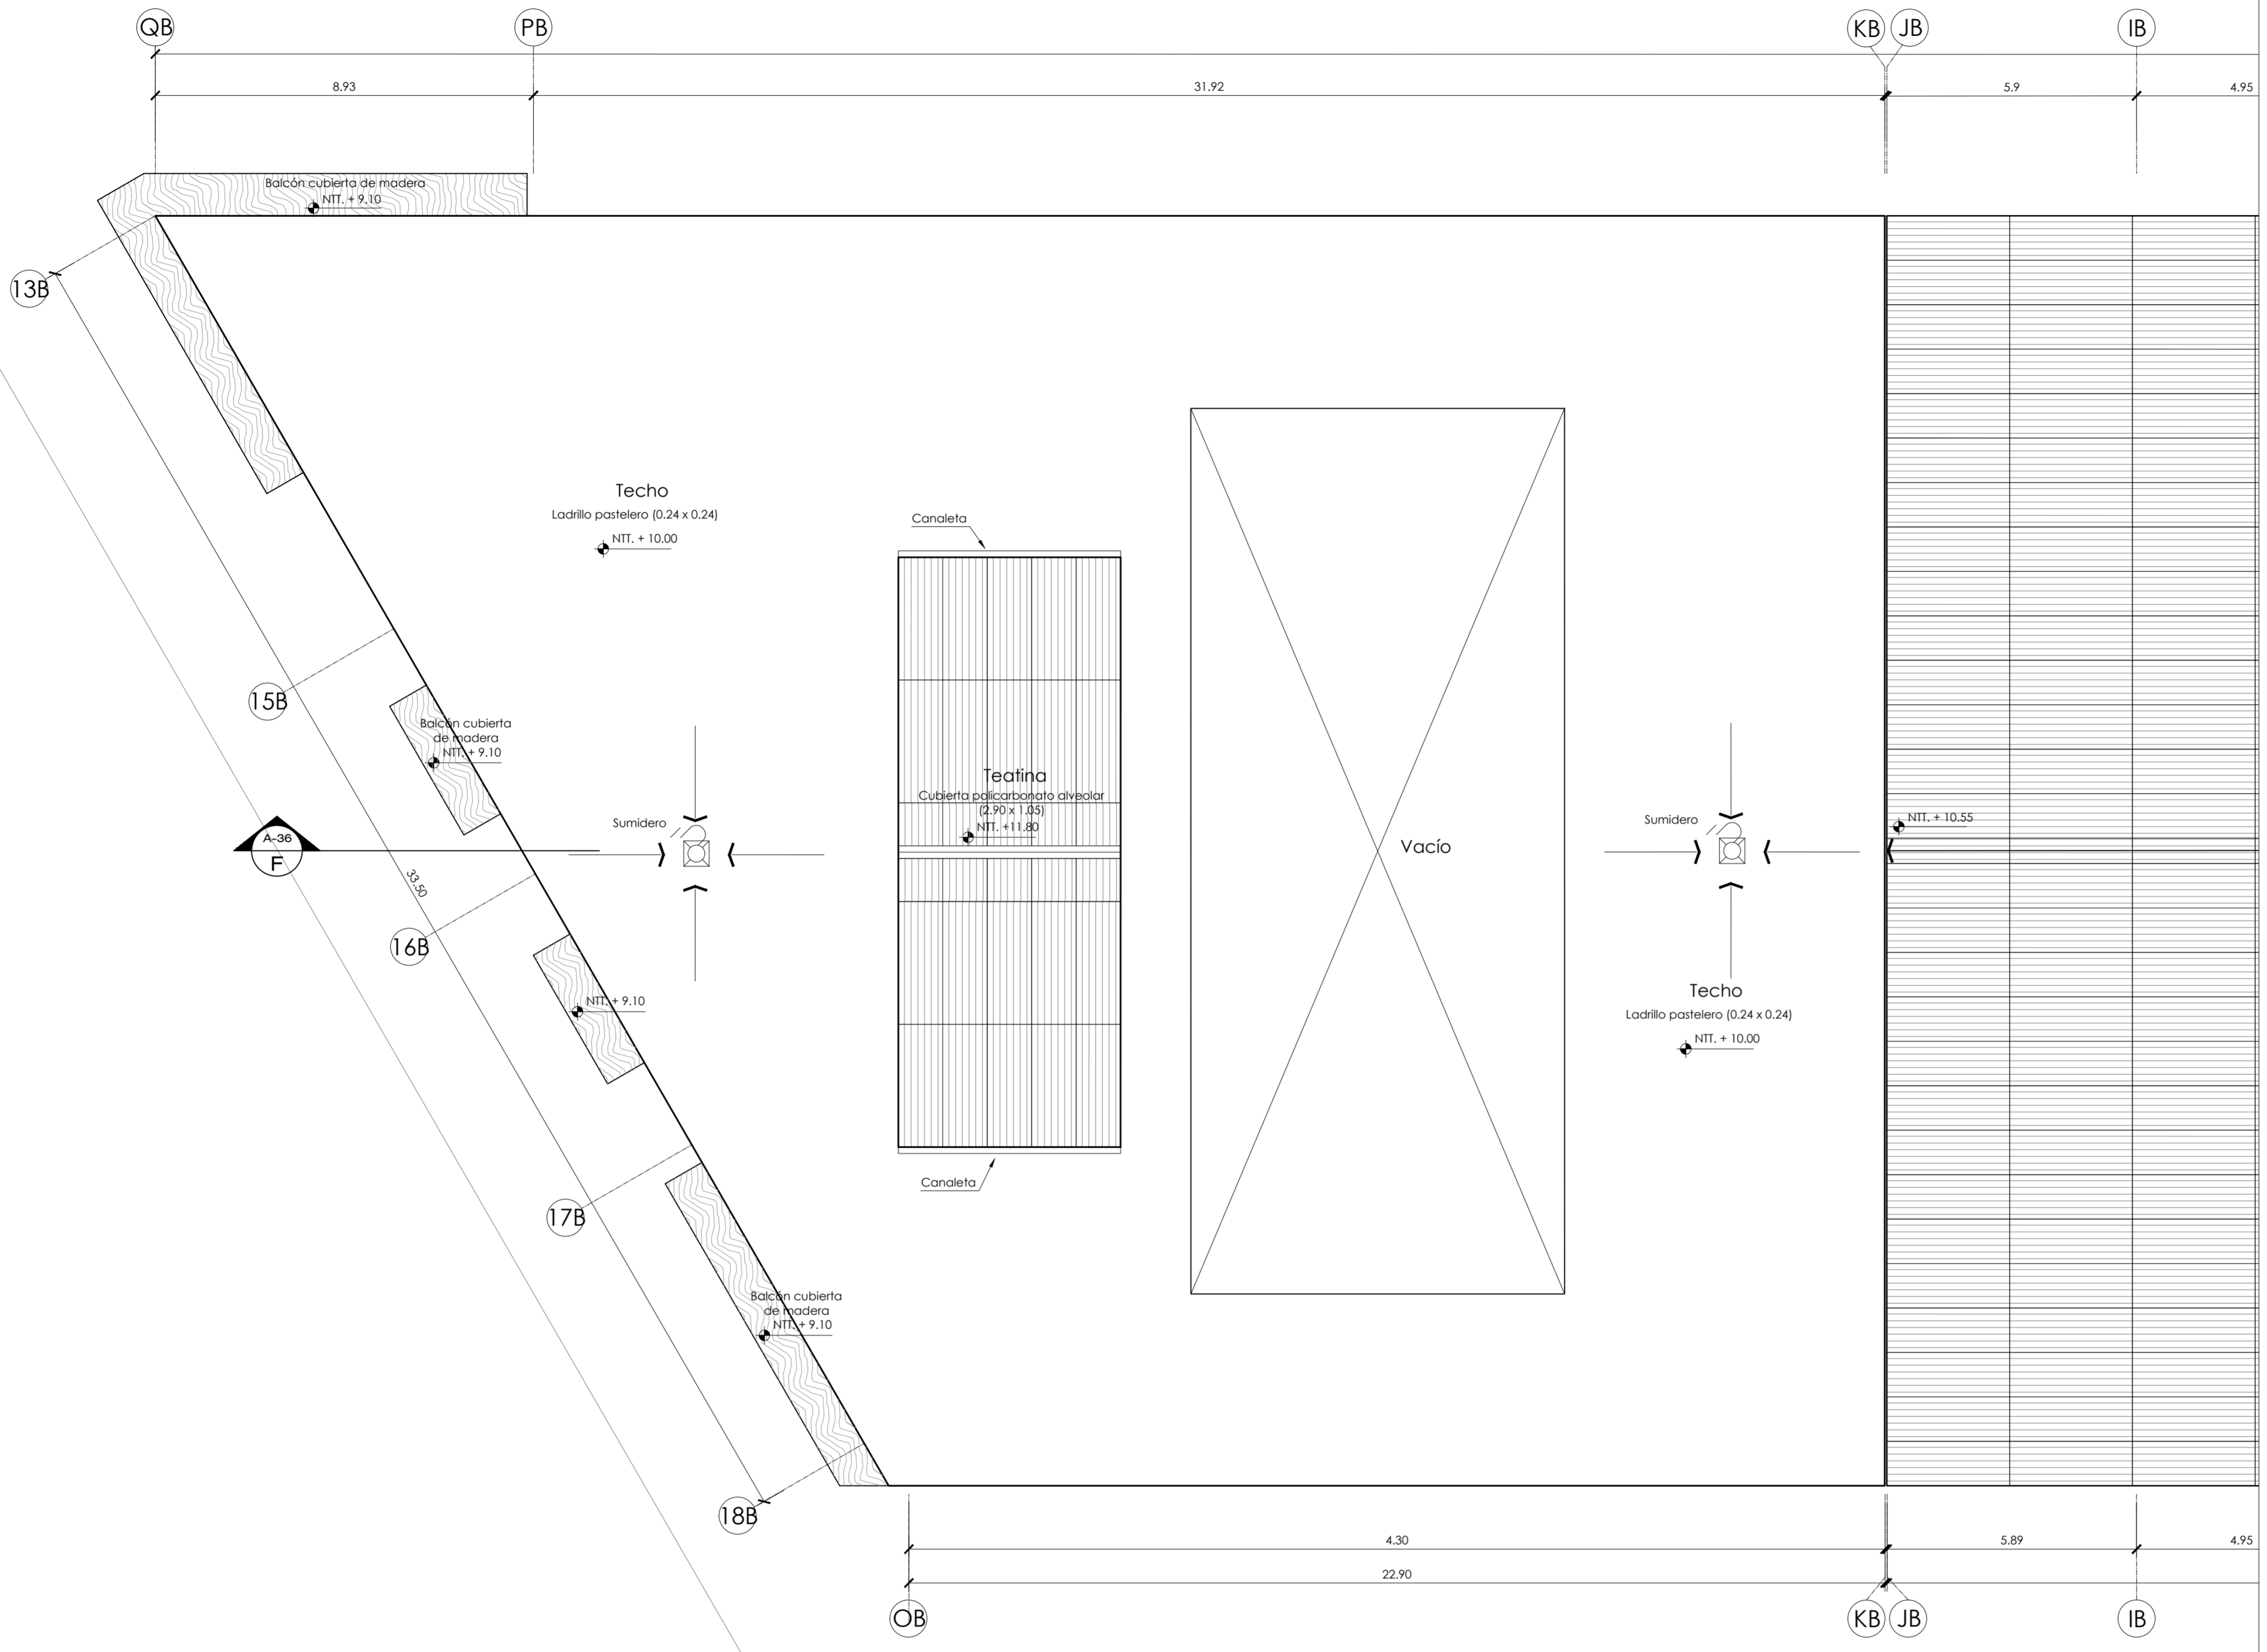 QB
PB
KB
JB
IB
8.93
31.92
5.9
4.95
Balcón cubierta de madera
NTT. + 9.10
13B
Techo
Ladrillo pastelero (0.24 x 0.24)
NTT. + 10.00
Canaleta
15B
Balcón cubierta
de madera
NTT. + 9.10
Teatina
Cubierta policarbonato alveolar
(2.90 x 1.05)
NTT. +11.80
Sumidero
Sumidero
NTT. + 10.55
A-36
F
Vacío
33.50
16B
NTT. + 9.10
Techo
Ladrillo pastelero (0.24 x 0.24)
NTT. + 10.00
Canaleta
17B
Balcón cubierta
de madera
NTT. + 9.10
18B
4.30
5.89
4.95
22.90
OB
KB
JB
IB